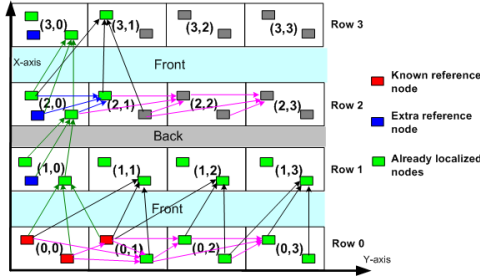 (3,0) (3,1) (3,2) (3,3) Row 3
X-axis
Front
(2,0) (2,1) (2,2) (2,3) Row 2
Back
(1,0) (1,1) (1,2) (1,3) Row 1
Front
(0,0) (0,1) (0,2) (0,3) Row 0
Y-axis
Known reference
node
Extra reference
node
Already localized
nodes